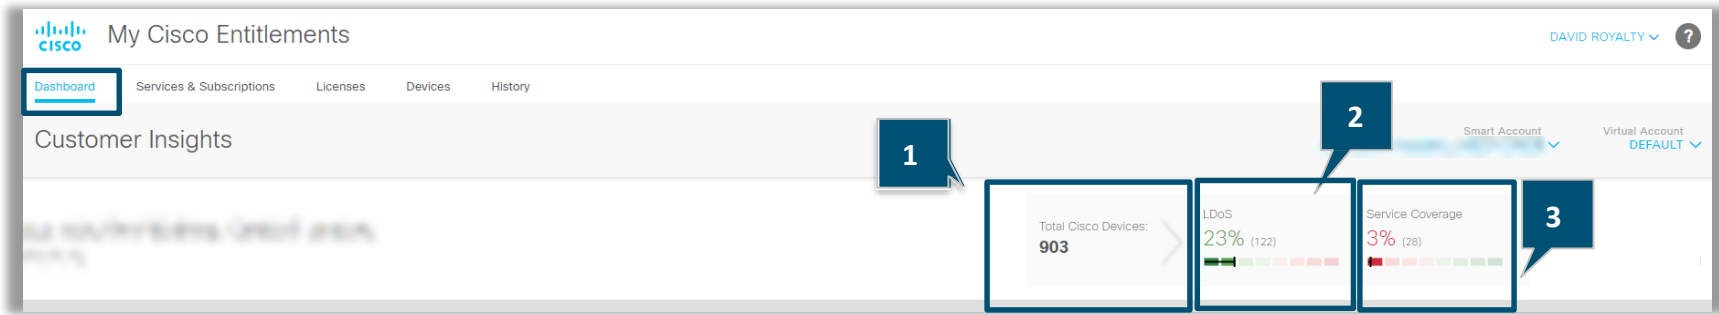 CISCO
My Cisco Entitlements
DAVID ROYALTY
?
Dashboard
Services & Subscriptions
Licenses
Devices
History
Customer Insights
1
2
Smart Account
Virtual Account
DEFAULT
Total Cisco Devices:
903
LDoS
23% (122)
Service Coverage
3% (28)
3